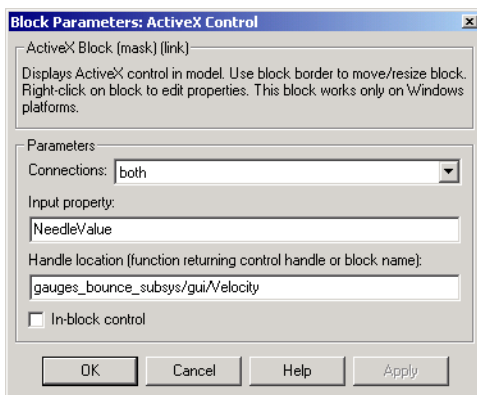 Block Parameters: ActiveX Control
ActiveX Block (mask) (link)
Displays ActiveX control in model. Use block border to move/resize block.
Right-click on block to edit properties. This block works only on Windows
platforms.
Parameters
Connections: both
Input property:
NeedleValue
Handle location (function returning control handle or block name):
gauges_bounce_subsys/gui/Velocity
In-block control
OK Cancel Help Apply